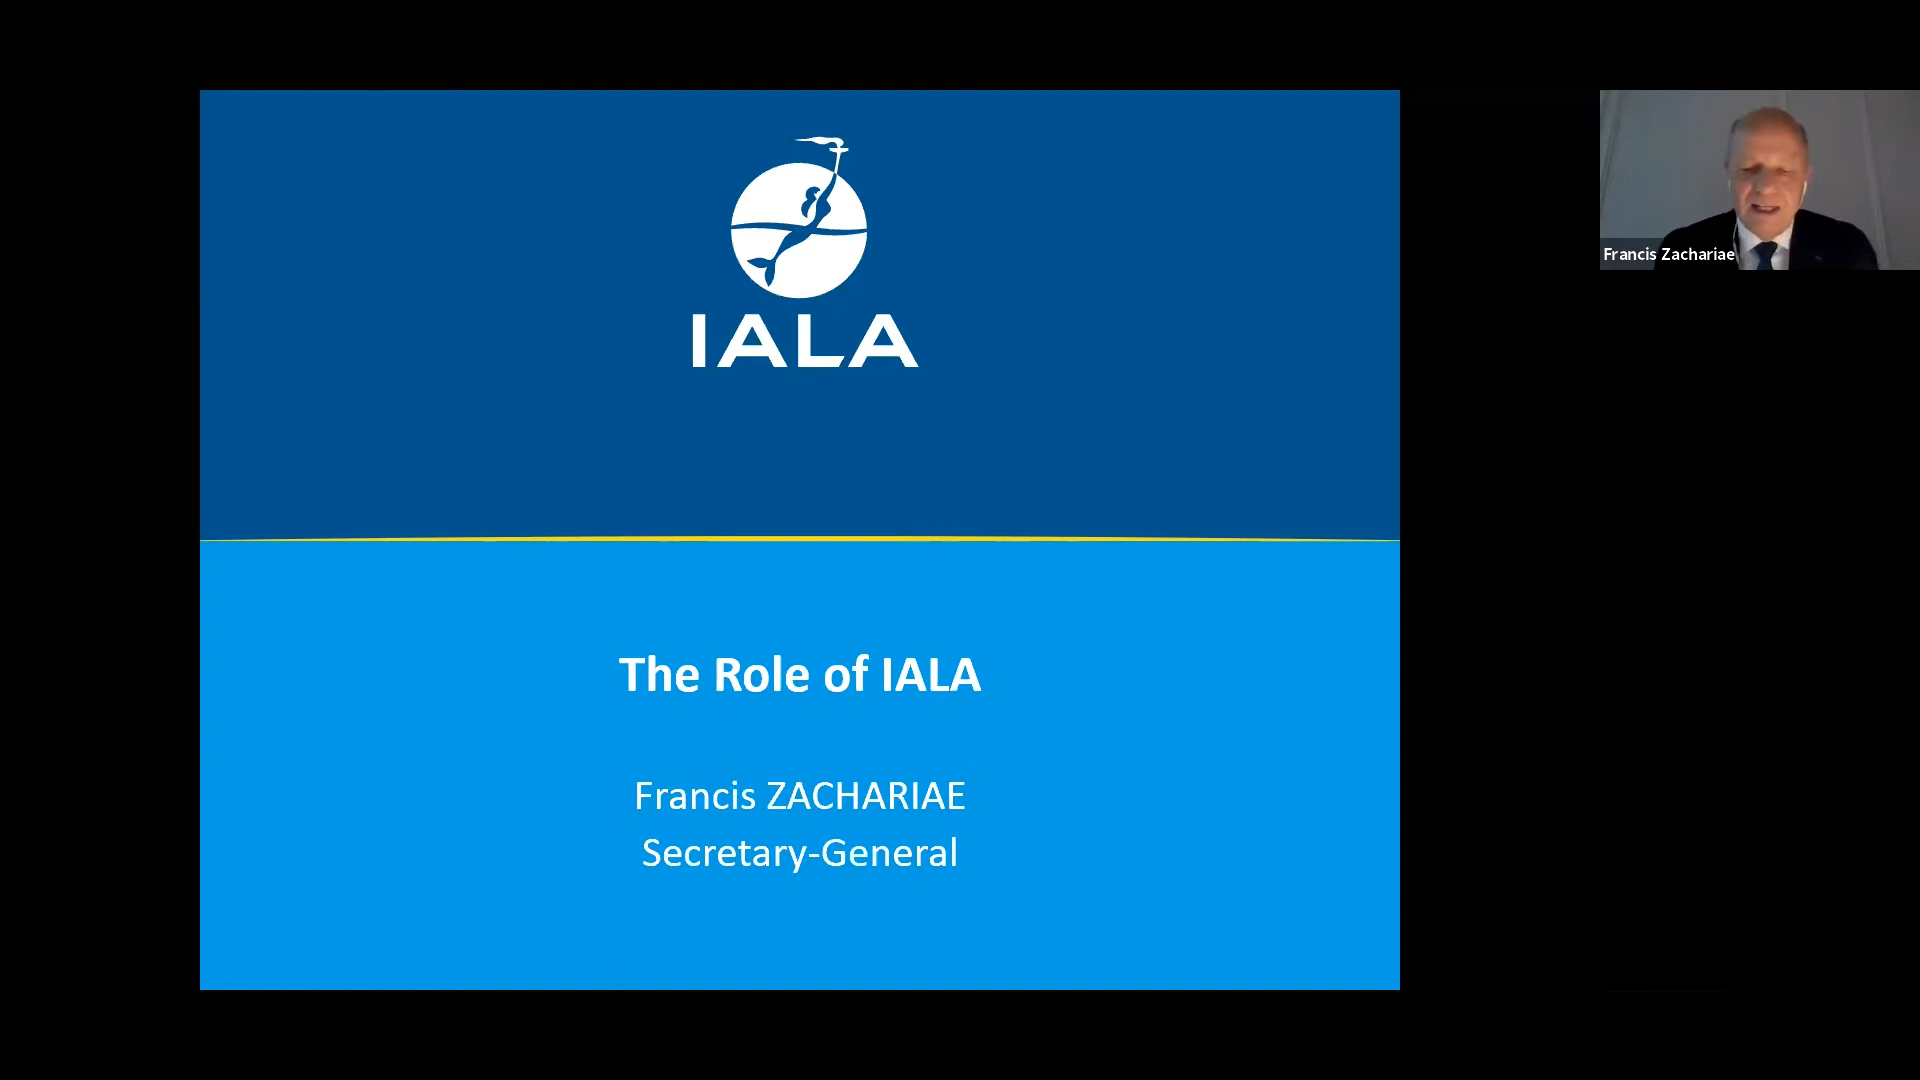 IALA
The Role of IALA
Francis ZACHARIAE
Secretary-General
Francis Zachariae